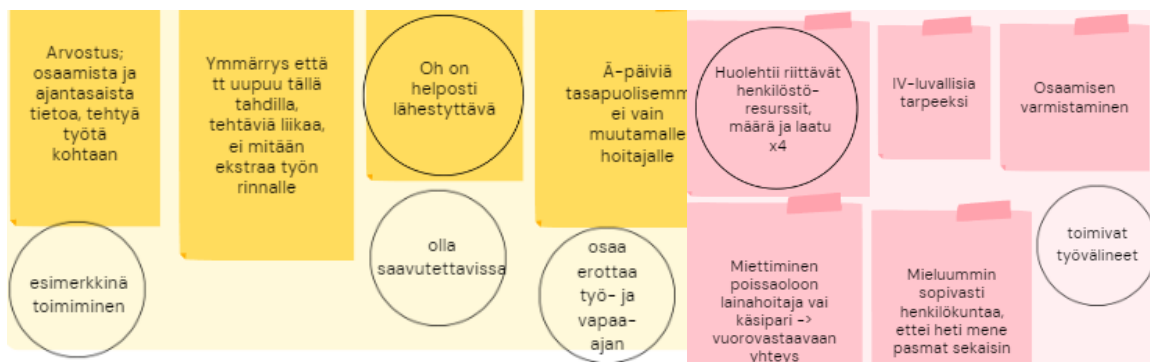 Arvostus;
osaamista ja
ajantasaista
tietoa, tehtyä
työtä
kohtaan
Ymmärrys että
tt uupuu tällä
tahdilla,
tehtäviä liikaa,
ei mitään
ekstraa työn
rinnalle
Oh on
helposti
lähestyttävä
Ä-päiviä
tasapuolisemm
ei vain
muutamalle
hoitajalle
esimerkkinä
toimiminen
olla
saavutettavissa
osaa
erottaa
työ- ja
vapaa-
ajan
Huolehtii riittävät
henkilöstö-
resurssit,
määrä ja laatu
x4
IV-luvallisia
tarpeeksi
Osaamisen
varmistaminen
Miettiminen
poissaoloon
lainahoitaja vai
käsipari ->
vuorovastaavaan
yhteys
Mieluummin
sopivasti
henkilökuntaa,
ettei heti mene
pasmat sekaisin
toimivat
työvälineet